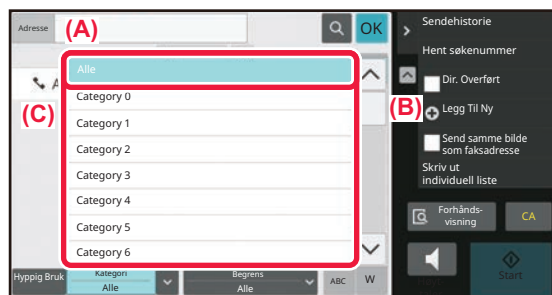 Adresse
(A)
OK
Sendehistorie
Hent søkenummer
Alle
A
(C)
Category 0
Category 1
Category 2
Category 3
Category 4
Category 5
Category 6
Dir. Overført
(B)
Legg Til Ny
Send samme bilde
som faksadresse
Skriv ut
individuell liste
Forhånds-
visning
CA
Hyppig Bruk
Kategori
Alle
Begrens
Alle
ABC
W
Start